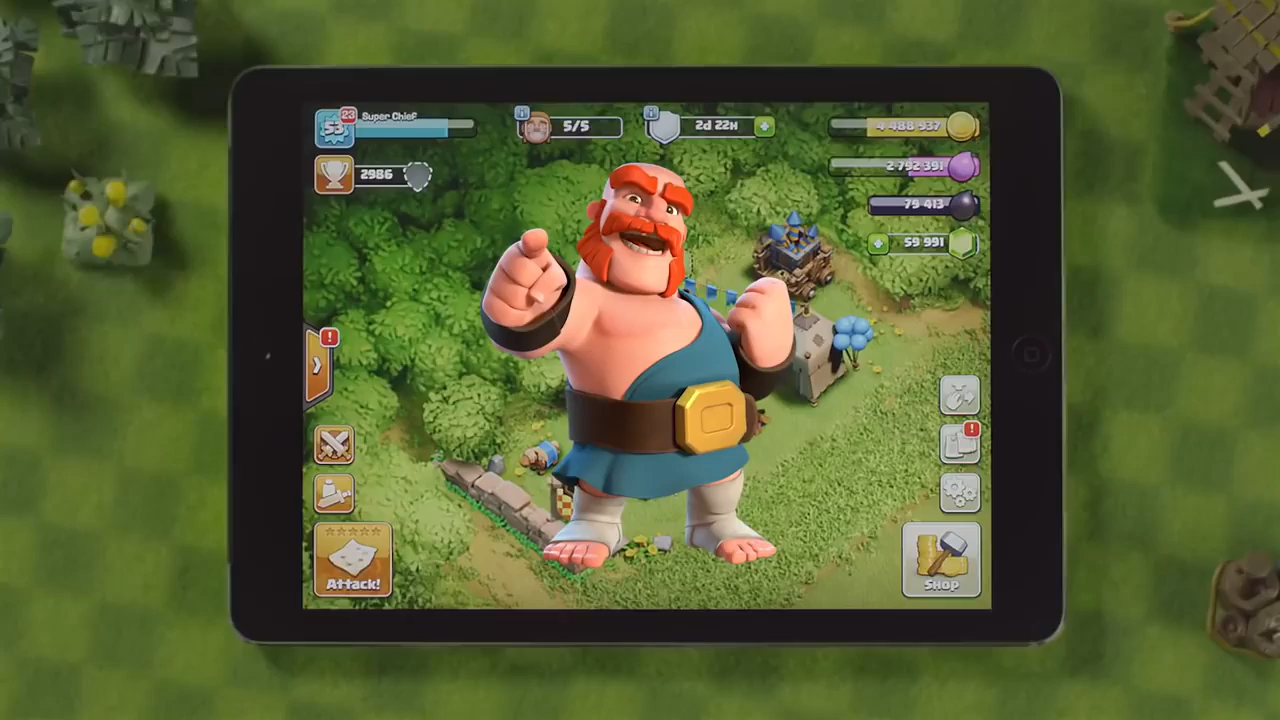 53
23
Super Chief
5/5
2d 22H
4 488 937
2986
2 792 391
79 413
59 991
!
!
Attack!
Shop